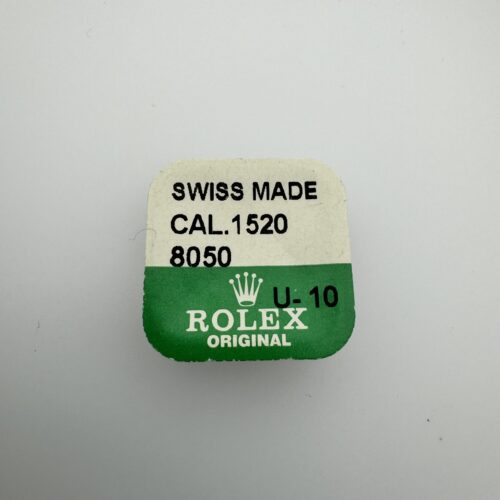 SWISS MADE
CAL.1520
8050
U- 10
ROLEX
ORIGINAL